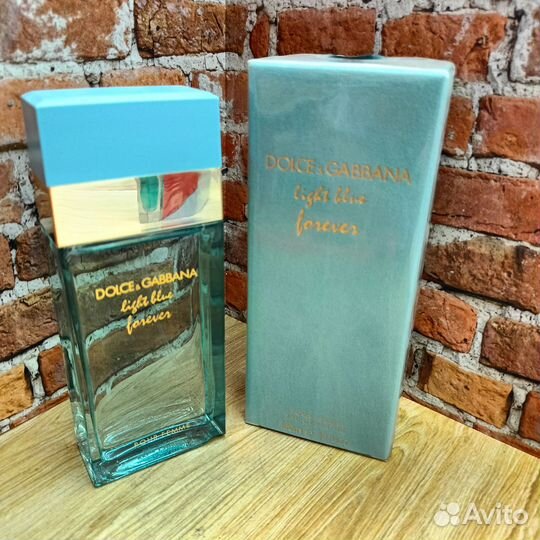 DOLCE & GABBANA
light blue
forever
POUR FEMME
DOLCE & GABBANA
light blue
forever
Avito